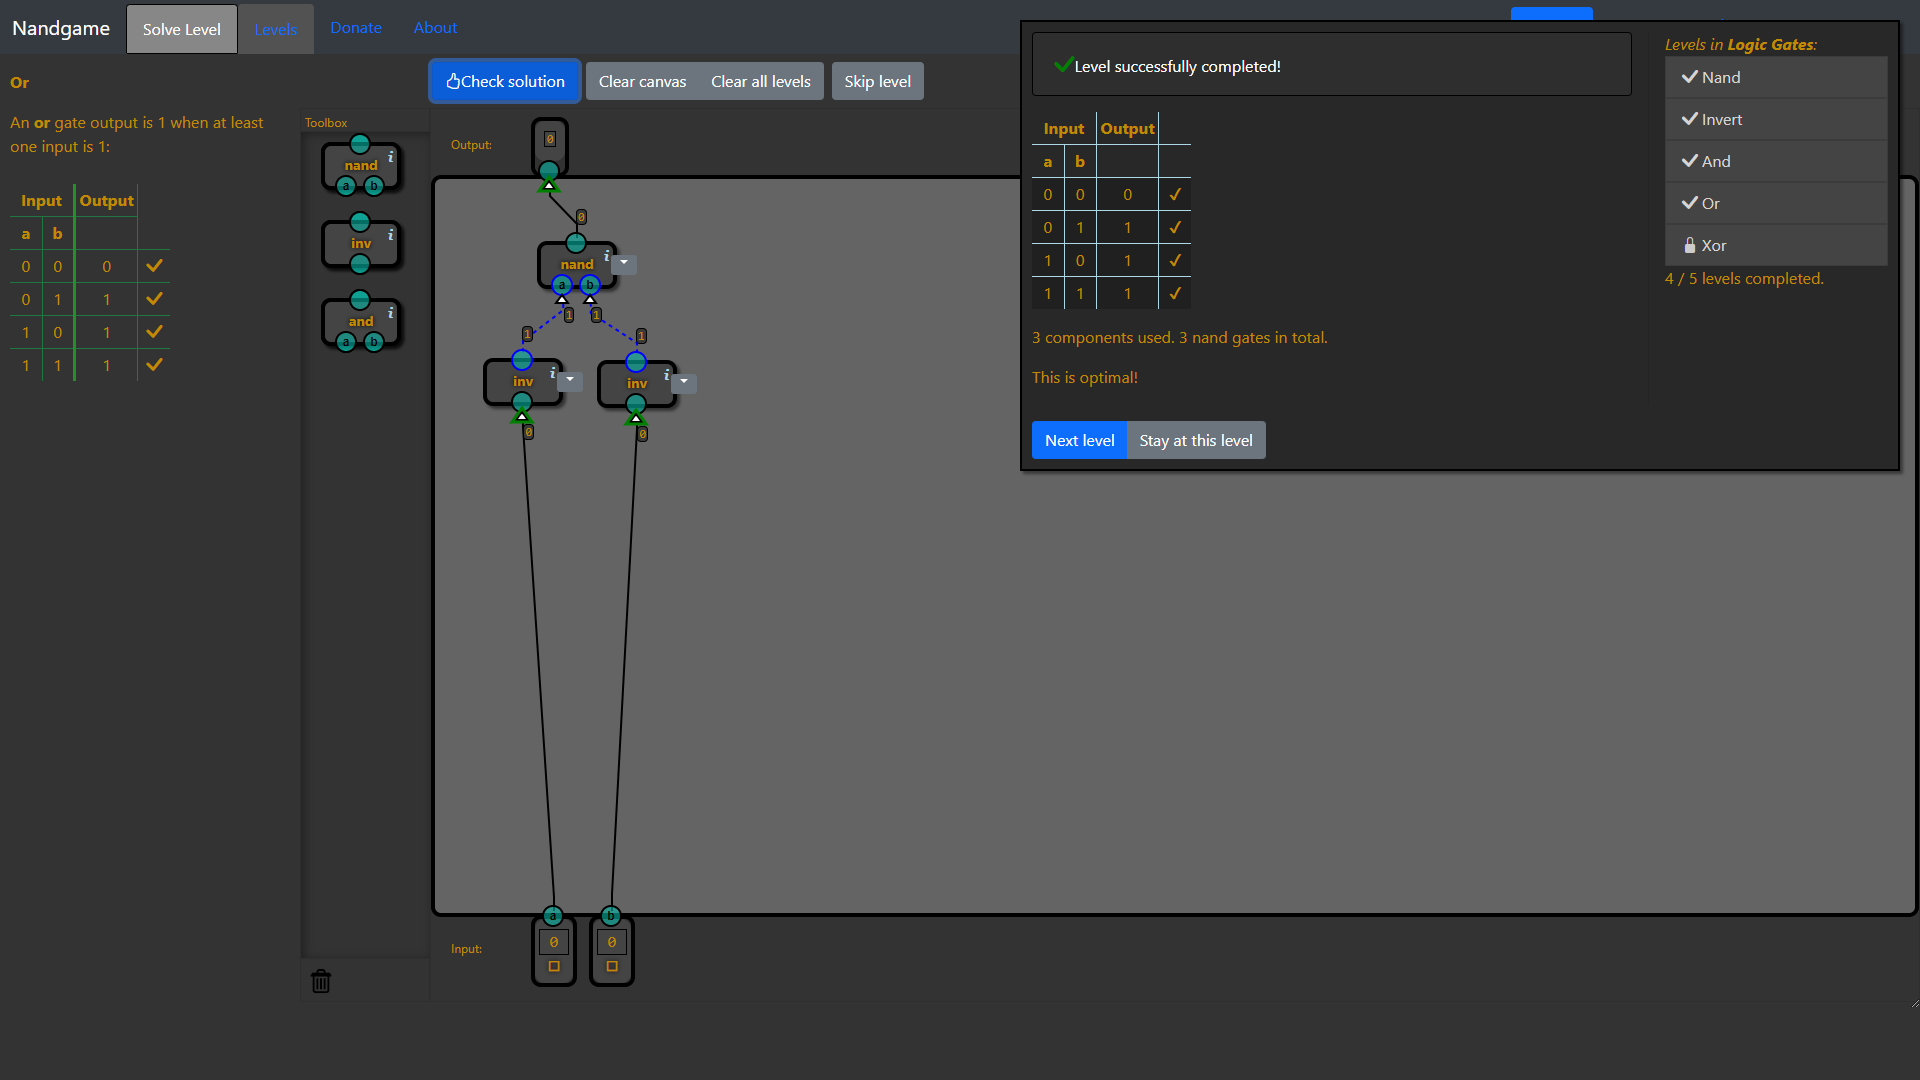 Nandgame
Solve Level
Levels
Donate
About
Or
An or gate output is 1 when at least
one input is 1:
Input Output
a b
0 0 0
0 1 1
1 0 1
1 1 1
Toolbox
nand
i
a b
inv
i
and
i
a b
Check solution
Clear canvas
Clear all levels
Skip level
Output:
0
0
nand
i
a b
1 1
1 1
inv
i
inv
i
0 0
a b
Input:
0 0
Level successfully completed!
Input Output
a b
0 0 0
0 1 1
1 0 1
1 1 1
3 components used. 3 nand gates in total.
This is optimal!
Next level
Stay at this level
Levels in Logic Gates:
Nand
Invert
And
Or
Xor
4 / 5 levels completed.